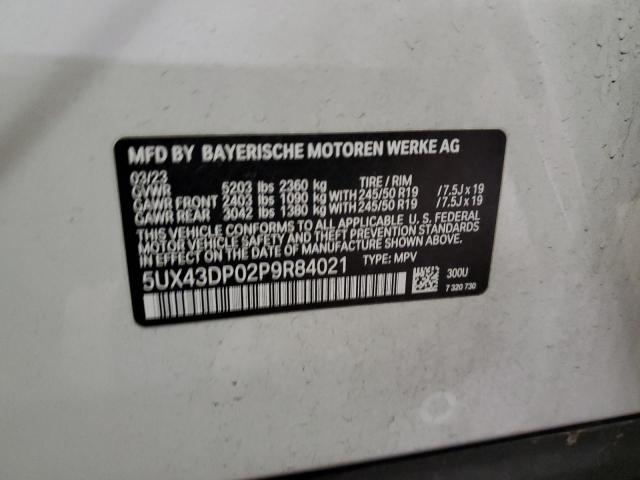 MFD BY BAYERISCHE MOTOREN WERKE AG
03/23 TIRE / RIM
GVWR 5203 lbs 2360 kg
GAWR FRONT 2403 lbs 1090 kg WITH 245/50 R19 /7.5J x 19
GAWR REAR 3042 lbs 1380 kg WITH 245/50 R19 /7.5J x 19
THIS VEHICLE CONFORMS TO ALL APPLICABLE U. S. FEDERAL
MOTOR VEHICLE SAFETY AND THEFT PREVENTION STANDARDS
IN EFFECT ON THE DATE OF MANUFACTURE SHOWN ABOVE.
5UX43DP02P9R84021 TYPE: MPV
300U
7 320 730